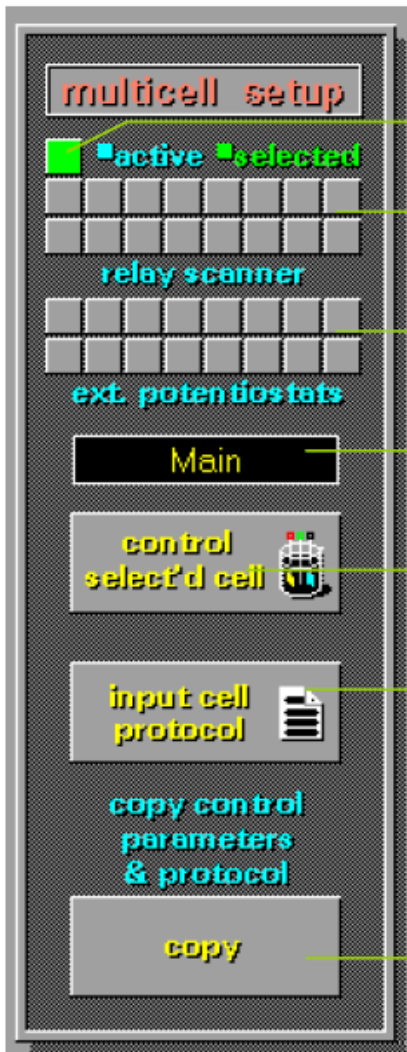 multicell setup
active selected
relay scanner
ext. potentiostats
Main
control
select'd cell
input cell
protocol
copy control
parameters
& protocol
copy